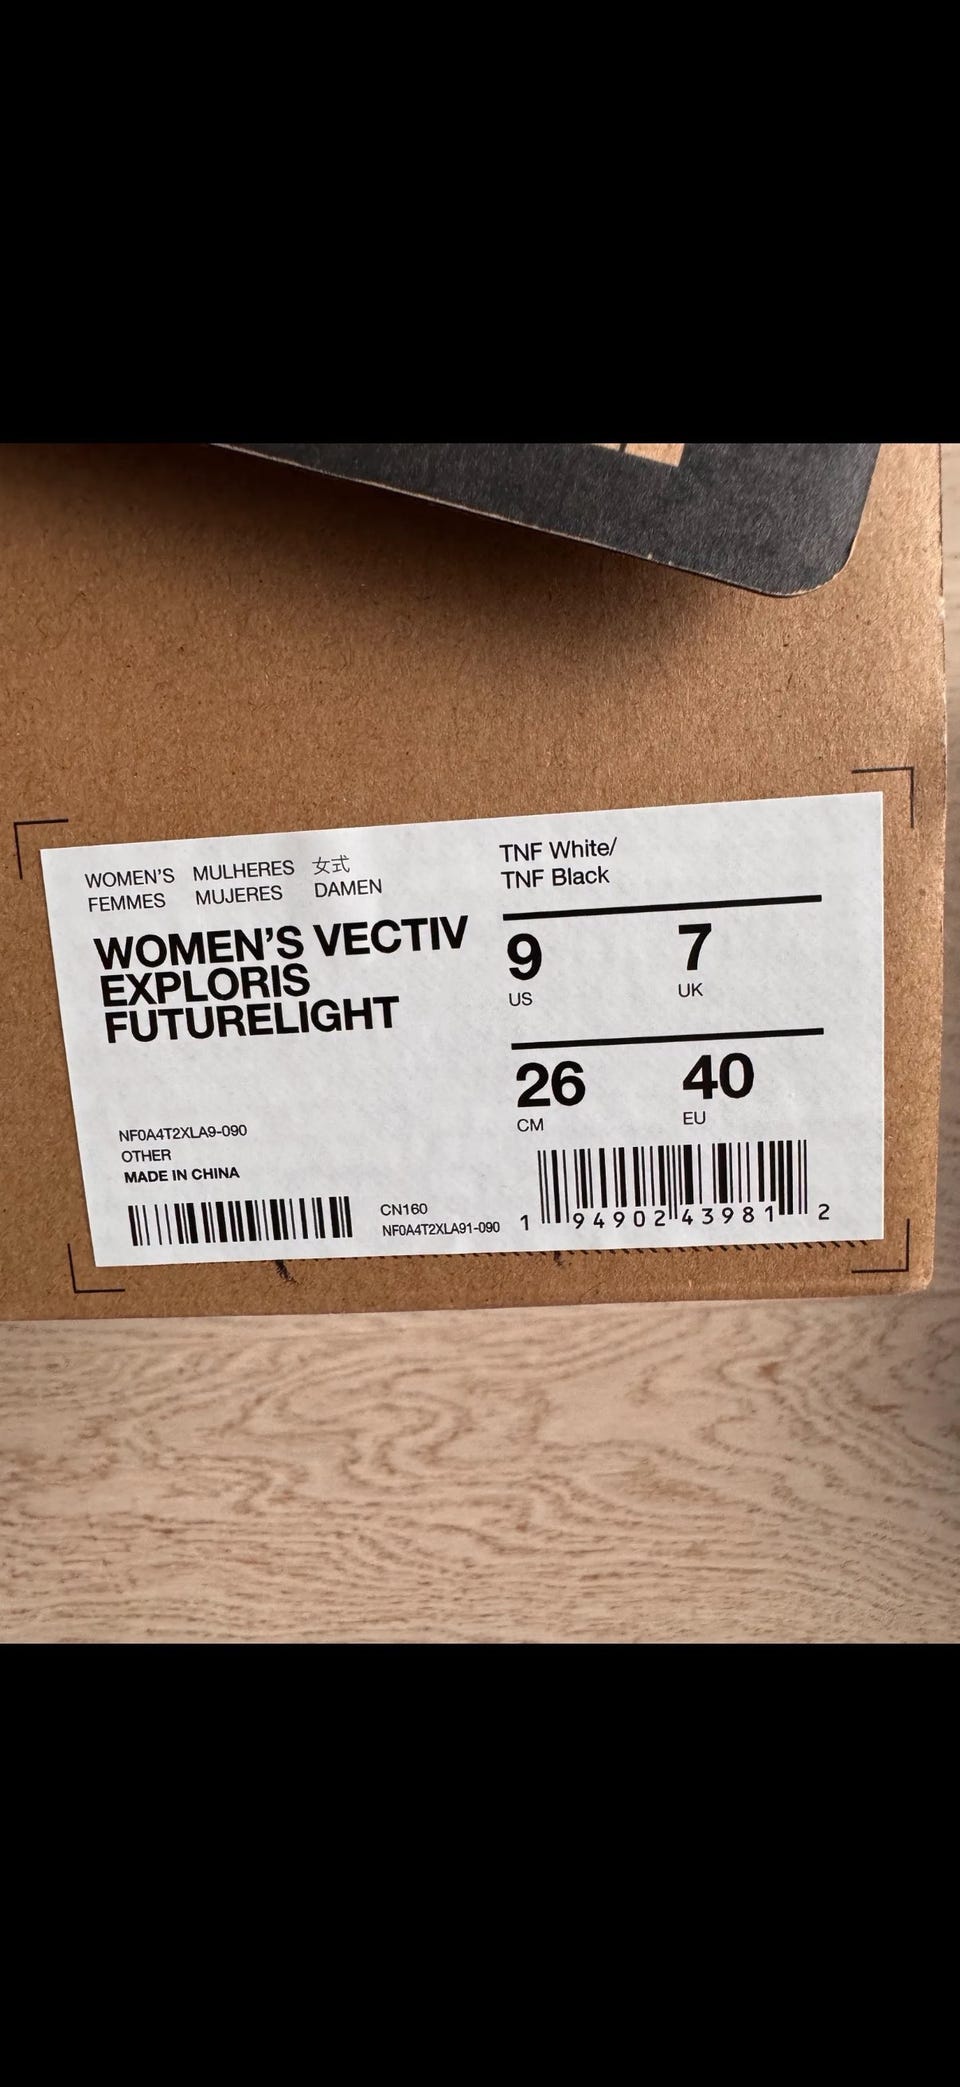 WOMEN'S MULHERES 女式
FEMMES MUJERES DAMEN
WOMEN'S VECTIV
EXPLORIS
FUTURELIGHT
NF0A4T2XLA9-090
OTHER
MADE IN CHINA
CN160
NF0A4T2XLA91-090
TNF White/
TNF Black
9 7
US UK
26 40
CM EU
1 94902 43981 2